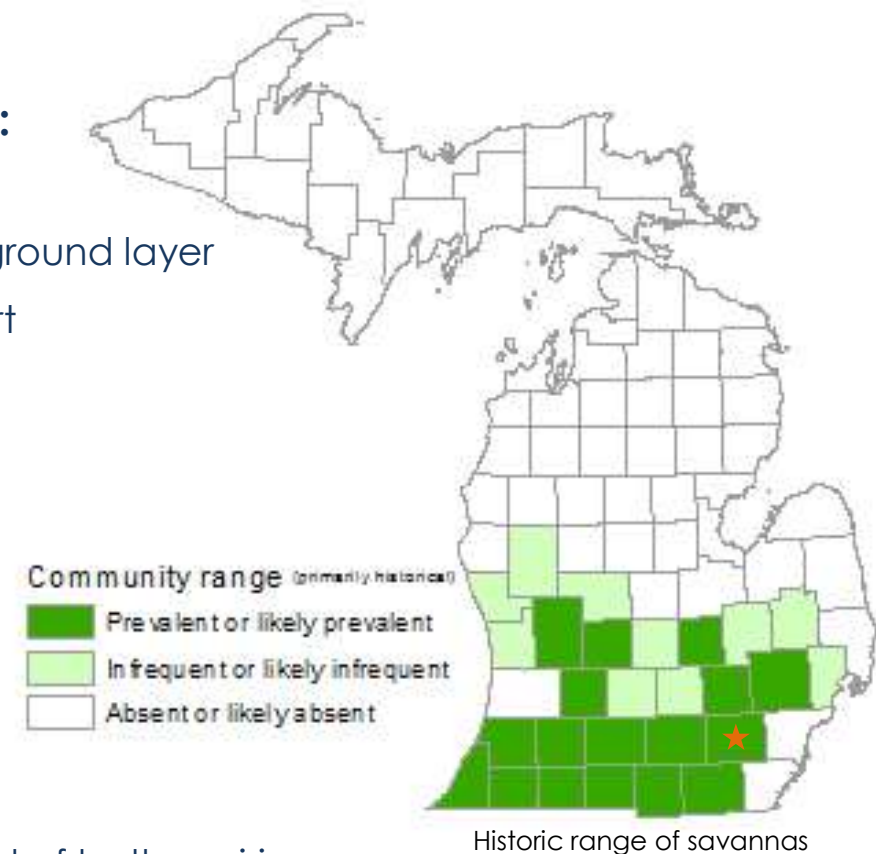 :
ground layer
rt
Community range (primarily historical)
Prevalent or likely prevalent
Infrequent or likely infrequent
Absent or likely absent
Historic range of savannas